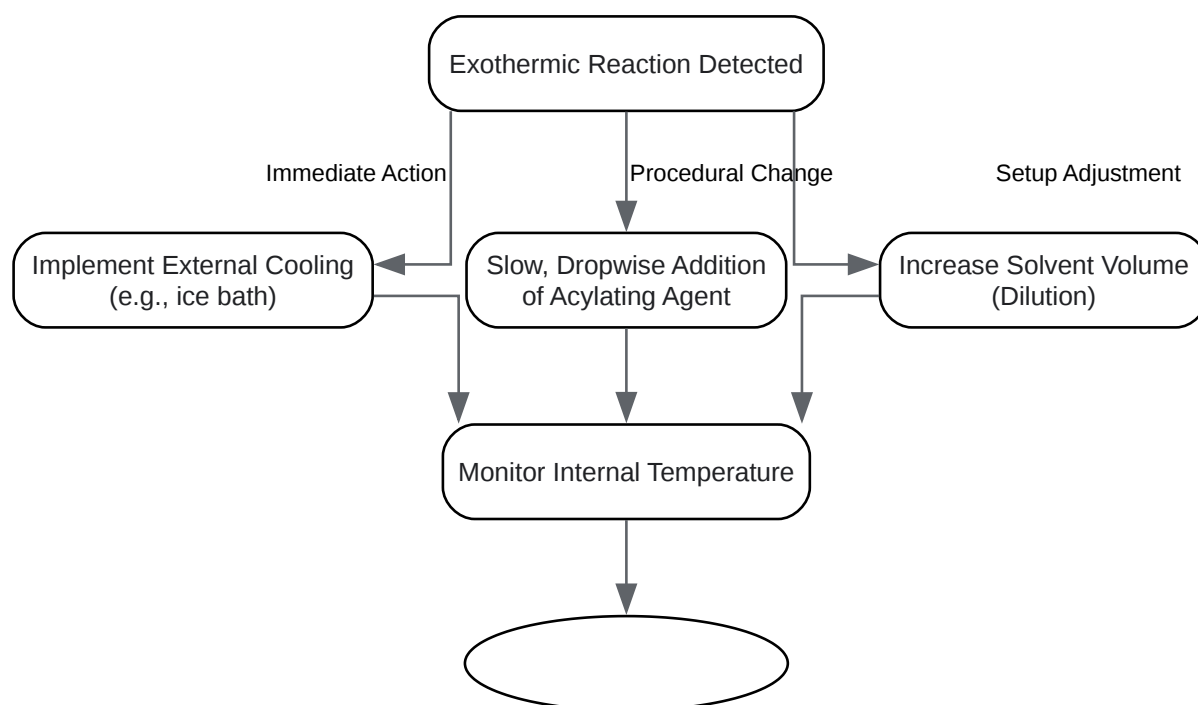 Exothermic Reaction Detected
Immediate Action
Procedural Change
Setup Adjustment
Implement External Cooling
(e.g., ice bath)
Slow, Dropwise Addition
of Acylating Agent
Increase Solvent Volume
(Dilution)
Monitor Internal Temperature